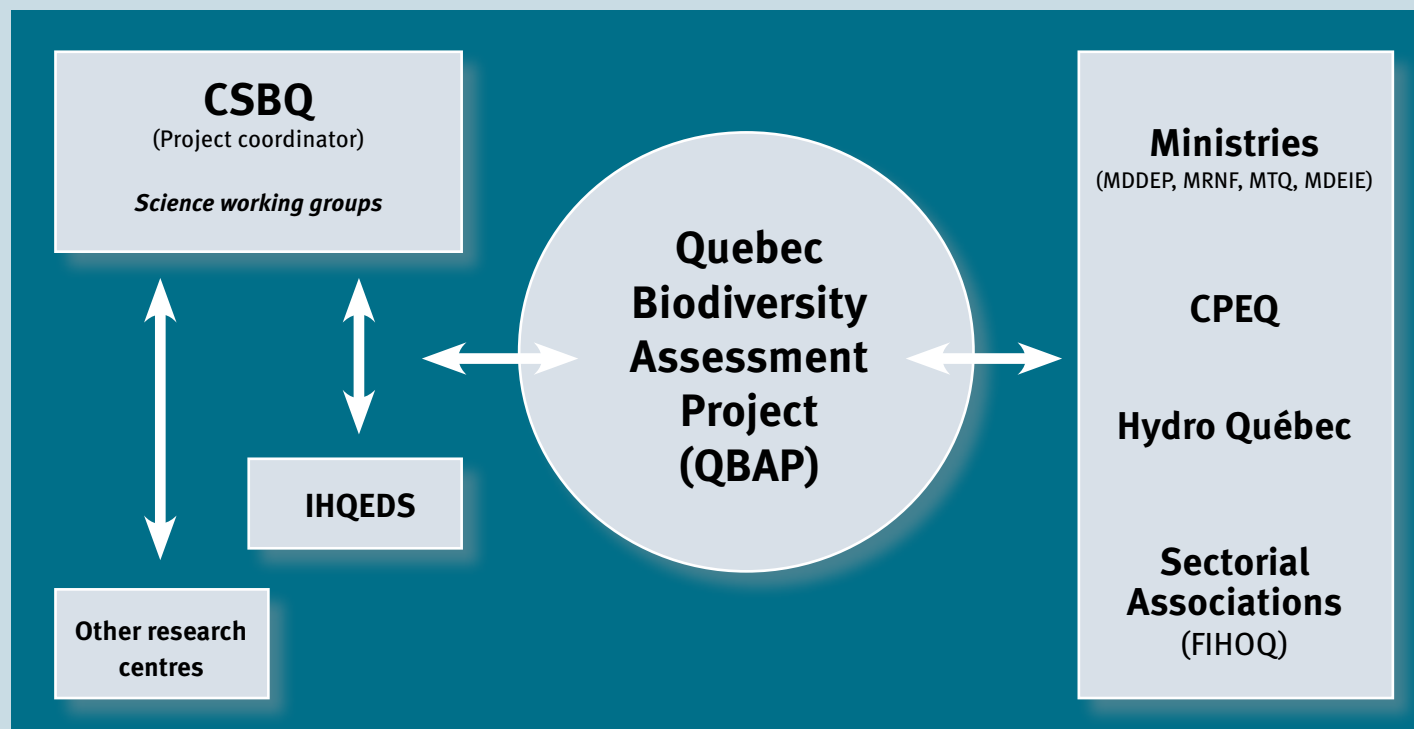 CSBQ
(Project coordinator)
Science working groups
IHQEDS
Other research
centres
Quebec
Biodiversity
Assessment
Project
(QBAP)
Ministries
(MDDEP, MRNF, MTQ, MDEIE)
CPEQ
Hydro Québec
Sectorial
Associations
(FIHOQ)